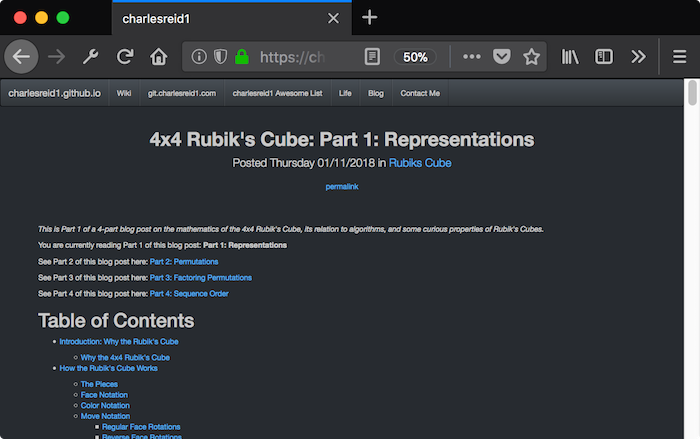 charlesreid1
https://ch
50%
charlesreid1.github.io Wiki git.charlesreid1.com charlesreid1 Awesome List Life Blog Contact Me
4x4 Rubik's Cube: Part 1: Representations
Posted Thursday 01/11/2018 in Rubiks Cube
permalink
This is Part 1 of a 4-part blog post on the mathematics of the 4x4 Rubik's Cube, its relation to algorithms, and some curious properties of Rubik's Cubes.
You are currently reading Part 1 of this blog post: Part 1: Representations
See Part 2 of this blog post here: Part 2: Permutations
See Part 3 of this blog post here: Part 3: Factoring Permutations
See Part 4 of this blog post here: Part 4: Sequence Order
Table of Contents
Introduction: Why the Rubik's Cube
Why the 4x4 Rubik's Cube
How the Rubik's Cube Works
The Pieces
Face Notation
Color Notation
Move Notation
Regular Face Rotations
Reverse Face Rotations